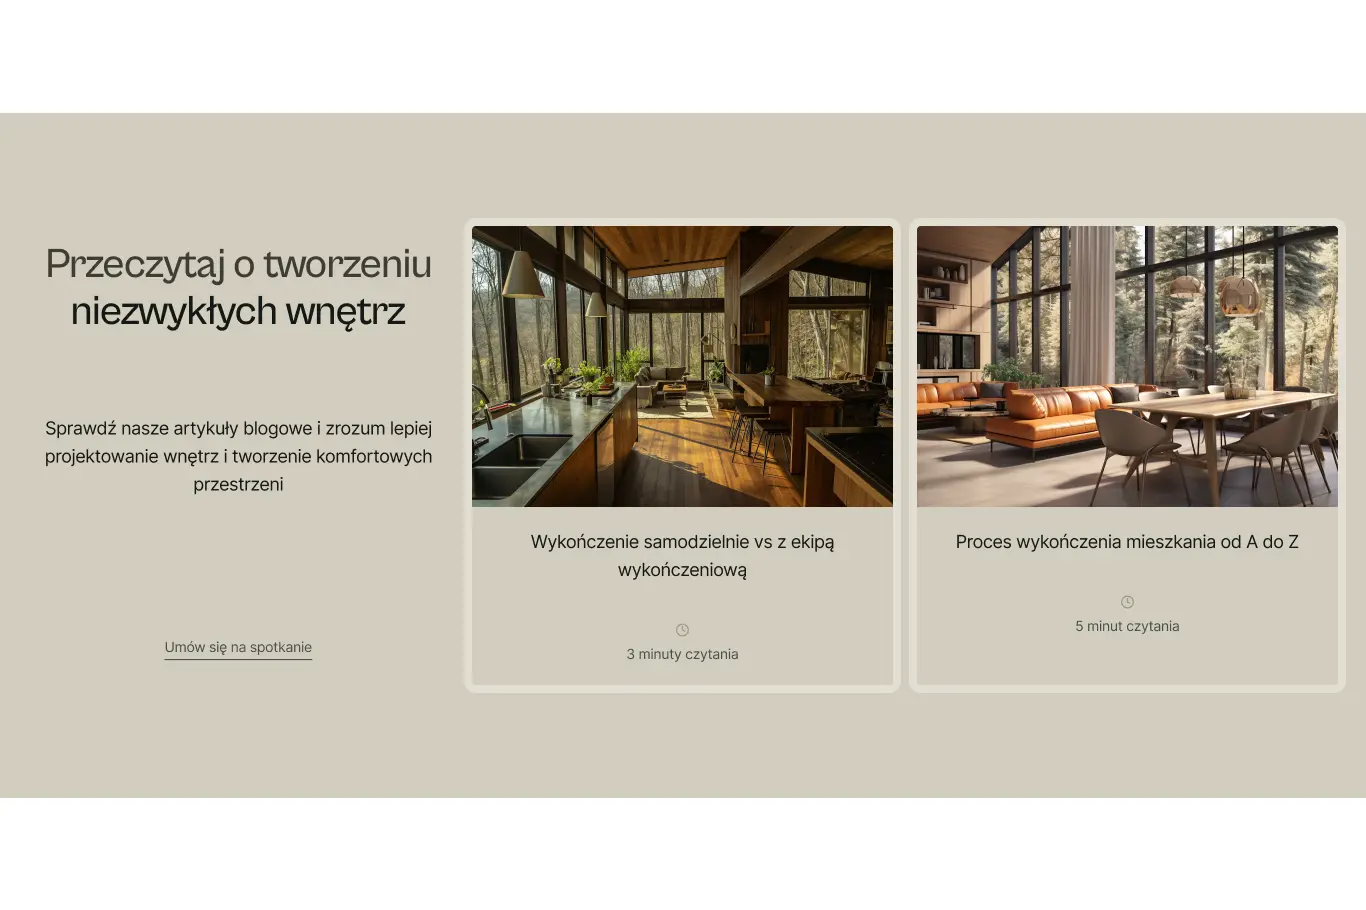 Przeczytaj o tworzeniu
niezwykłych wnętrz
Sprawdź nasze artykuły blogowe i zrozum lepiej
projektowanie wnętrz i tworzenie komfortowych
przestrzeni
Umów się na spotkanie
Wykończenie samodzielnie vs z ekipą
wykończeniową
3 minuty czytania
Proces wykończenia mieszkania od A do Z
5 minut czytania